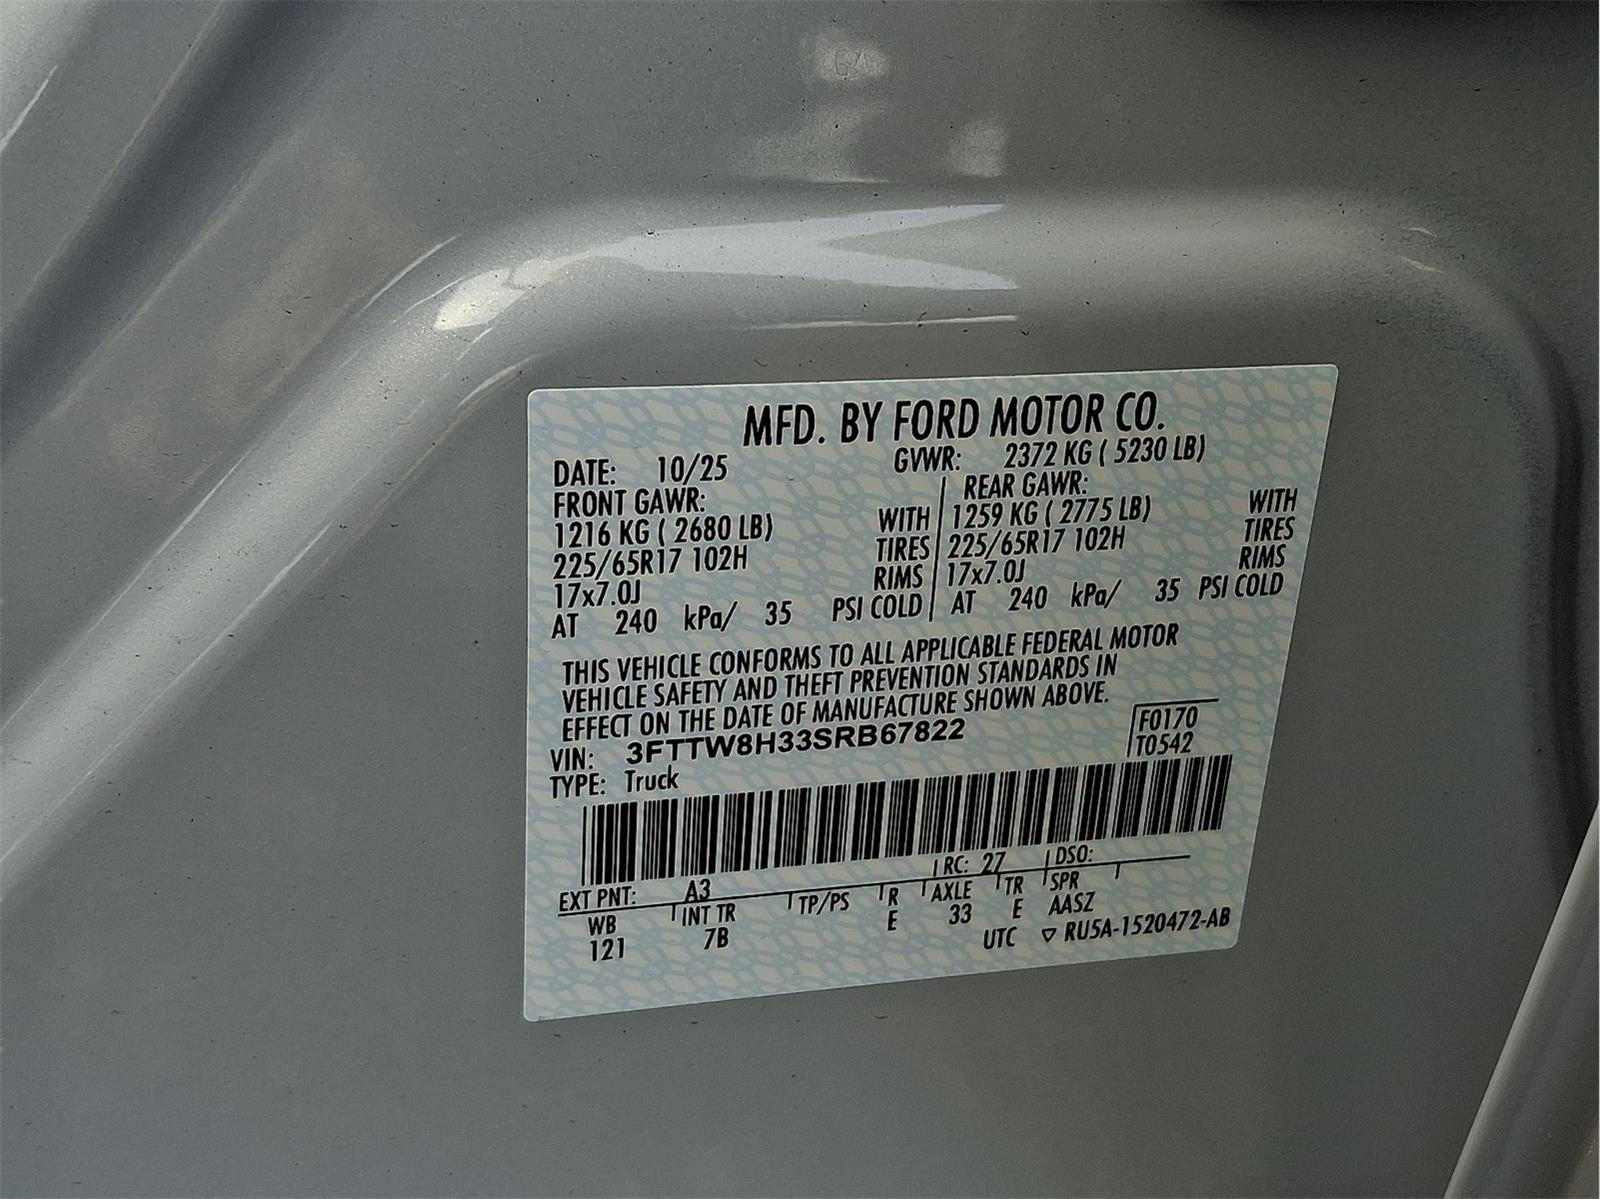 MFD. BY FORD MOTOR CO.
DATE: 10/25 GVWR: 2372 KG ( 5230 LB)
FRONT GAWR: REAR GAWR:
1216 KG ( 2680 LB) WITH 1259 KG ( 2775 LB) WITH
225/65R17 102H TIRES 225/65R17 102H TIRES
17x7.0J RIMS 17x7.0J RIMS
AT 240 kPa/ 35 PSI COLD AT 240 kPa/ 35 PSI COLD
THIS VEHICLE CONFORMS TO ALL APPLICABLE FEDERAL MOTOR
VEHICLE SAFETY AND THEFT PREVENTION STANDARDS IN
EFFECT ON THE DATE OF MANUFACTURE SHOWN ABOVE.
VIN: 3FTTW8H33SRB67822 F0170
TYPE: Truck T0542
EXT PNT: A3 RC: 27 DSO:
WB INT TR TP/PS R AXLE TR SPR
121 7B E 33 E AASZ
UTC ▽ RU5A-1520472-AB